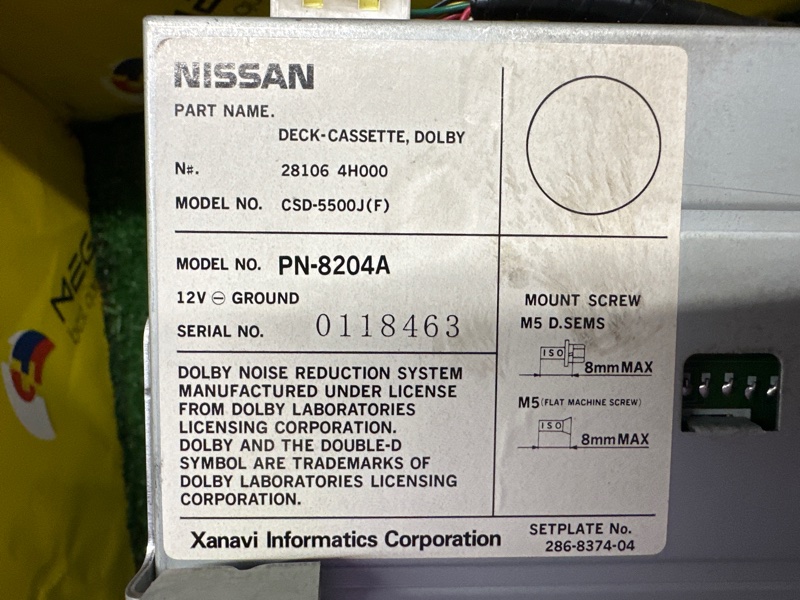 NISSAN
PART NAME.
DECK-CASSETTE, DOLBY
N#. 28106 4H000
MODEL NO. CSD-5500J(F)
MODEL NO. PN-8204A
12V ⊖ GROUND
SERIAL NO. 0118463
DOLBY NOISE REDUCTION SYSTEM
MANUFACTURED UNDER LICENSE
FROM DOLBY LABORATORIES
LICENSING CORPORATION.
DOLBY AND THE DOUBLE-D
SYMBOL ARE TRADEMARKS OF
DOLBY LABORATORIES LICENSING
CORPORATION.
MOUNT SCREW
M5 D.SEMS
ISO
8mm MAX
M5 (FLAT MACHINE SCREW)
ISO
8mm MAX
Xanavi Informatics Corporation
SETPLATE No.
286-8374-04